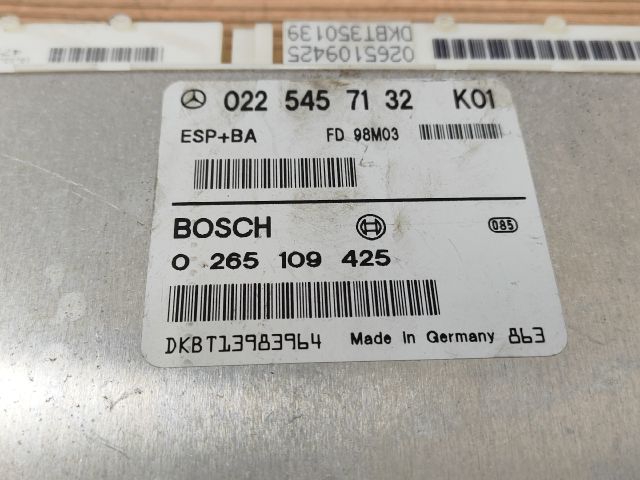 0265109425
DKBT350139
022 545 71 32 K01
ESP+BA FD 98M03
BOSCH
085
0 265 109 425
DKBT13983964 Made in Germany 863